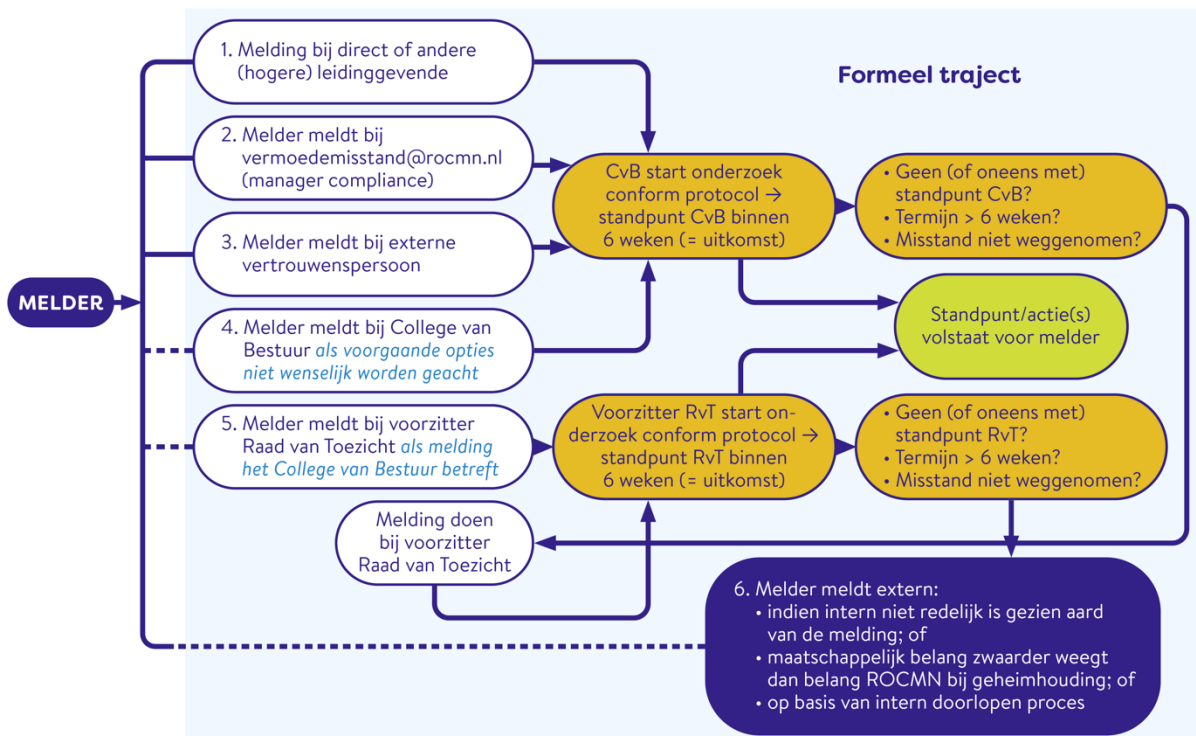 Formeel traject
MELDER
1. Melding bij direct of andere
(hogere) leidinggevende
2. Melder meldt bij
vermoedemisstand@rocmn.nl
(manager compliance)
3. Melder meldt bij externe
vertrouwenspersoon
4. Melder meldt bij College van
Bestuur als voorgaande opties
niet wenselijk worden geacht
5. Melder meldt bij voorzitter
Raad van Toezicht als melding
het College van Bestuur betreft
CvB start onderzoek
conform protocol →
standpunt CvB binnen
6 weken (= uitkomst)
• Geen (of oneens met)
standpunt CvB?
• Termijn > 6 weken?
• Misstand niet weggenomen?
Standpunt/actie(s)
volstaat voor melder
Voorzitter RvT start on-
derzoek conform protocol →
standpunt RvT binnen
6 weken (= uitkomst)
• Geen (of oneens met)
standpunt RvT?
• Termijn > 6 weken?
• Misstand niet weggenomen?
Melding doen
bij voorzitter
Raad van Toezicht
6. Melder meldt extern:
• indien intern niet redelijk is gezien aard
van de melding; of
• maatschappelijk belang zwaarder weegt
dan belang ROCMN bij geheimhouding; of
• op basis van intern doorlopen proces